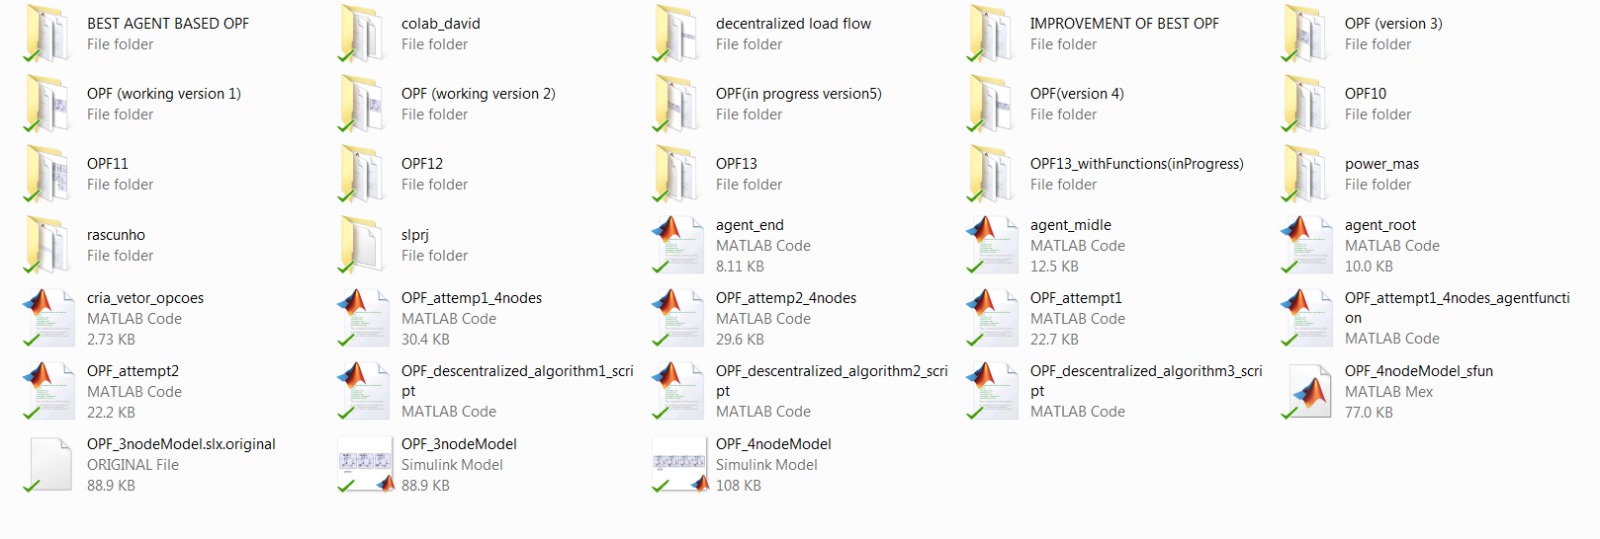 BEST AGENT BASED OPF
File folder
colab_david
File folder
decentralized load flow
File folder
IMPROVEMENT OF BEST OPF
File folder
OPF (version 3)
File folder
OPF (working version 1)
File folder
OPF (working version 2)
File folder
OPF(in progress version5)
File folder
OPF(version 4)
File folder
OPF10
File folder
OPF11
File folder
OPF12
File folder
OPF13
File folder
OPF13_withFunctions(inProgress)
File folder
power_mas
File folder
rascunho
File folder
slprj
File folder
agent_end
MATLAB Code
8.11 KB
agent_midle
MATLAB Code
12.5 KB
agent_root
MATLAB Code
10.0 KB
cria_vetor_opcoes
MATLAB Code
2.73 KB
OPF_attemp1_4nodes
MATLAB Code
30.4 KB
OPF_attemp2_4nodes
MATLAB Code
29.6 KB
OPF_attempt1
MATLAB Code
22.7 KB
OPF_attempt1_4nodes_agentfuncti
on
MATLAB Code
OPF_attempt2
MATLAB Code
22.2 KB
OPF_descentralized_algorithm1_scri
pt
MATLAB Code
OPF_descentralized_algorithm2_scri
pt
MATLAB Code
OPF_descentralized_algorithm3_scri
pt
MATLAB Code
OPF_4nodeModel_sfun
MATLAB Mex
77.0 KB
OPF_3nodeModel.slx.original
ORIGINAL File
88.9 KB
OPF_3nodeModel
Simulink Model
88.9 KB
OPF_4nodeModel
Simulink Model
108 KB